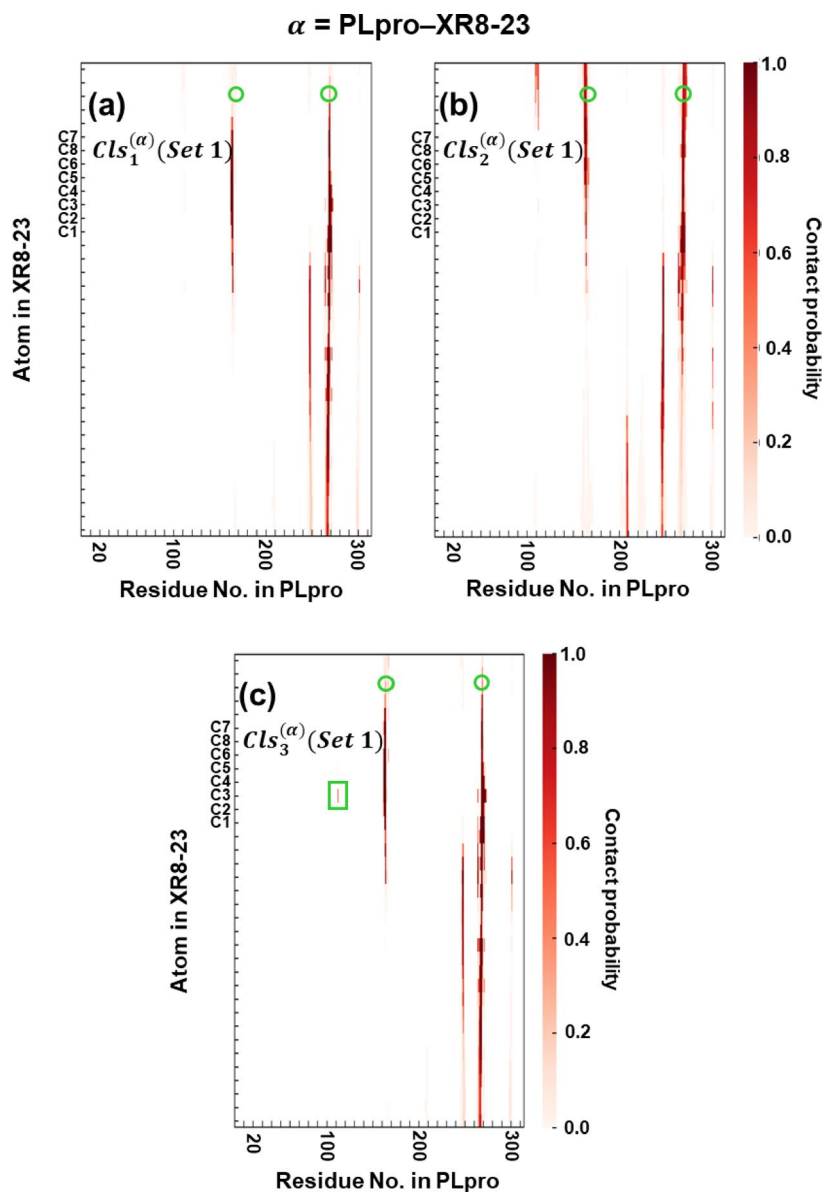 α = PLpro–XR8-23
(a)
Cls₁^(α)(Set 1)
C7
C8
C6
C5
C4
C3
C2
C1
Atom in XR8-23
20 100 200 300
Residue No. in PLpro
(b)
Cls₂^(α)(Set 1)
C7
C8
C6
C5
C4
C3
C2
C1
20 100 200 300
Residue No. in PLpro
1.0
0.8
0.6
0.4
0.2
0.0
Contact probability
(c)
Cls₃^(α)(Set 1)
C7
C8
C6
C5
C4
C3
C2
C1
Atom in XR8-23
20 100 200 300
Residue No. in PLpro
1.0
0.8
0.6
0.4
0.2
0.0
Contact probability